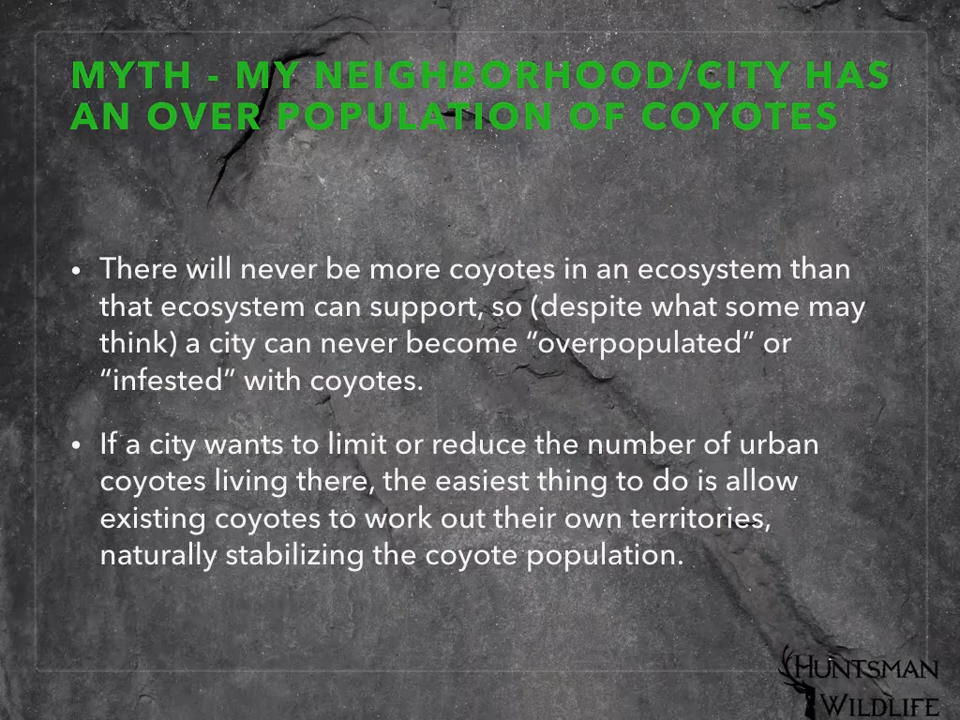 MYTH - MY NEIGHBORHOOD/CITY HAS
AN OVER POPULATION OF COYOTES
• There will never be more coyotes in an ecosystem than
that ecosystem can support, so (despite what some may
think) a city can never become “overpopulated” or
“infested” with coyotes.
• If a city wants to limit or reduce the number of urban
coyotes living there, the easiest thing to do is allow
existing coyotes to work out their own territories,
naturally stabilizing the coyote population.
HUNTSMAN
WILDLIFE